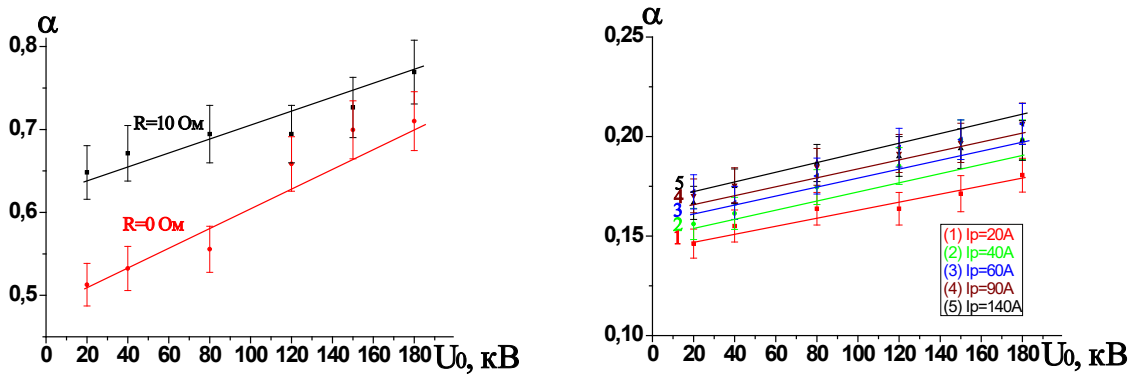 α
0,8
0,7
0,6
0,5
R=10 Ом
R=0 Ом
0 20 40 60 80 100 120 140 160 180
U₀, кВ
α
0,25
0,20
0,15
0,10
5
4
3
2
1
(1) Ip=20A
(2) Ip=40A
(3) Ip=60A
(4) Ip=90A
(5) Ip=140A
0 20 40 60 80 100 120 140 160 180
U₀, кВ